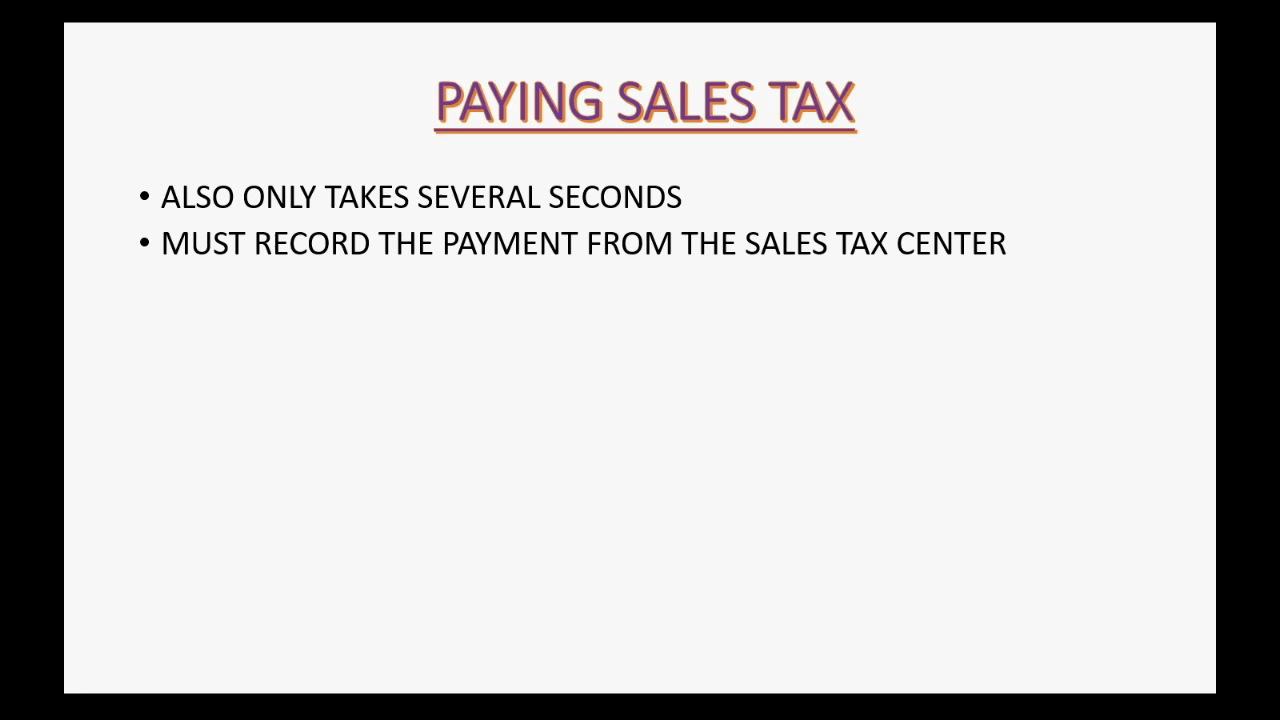 PAYING SALES TAX
• ALSO ONLY TAKES SEVERAL SECONDS
• MUST RECORD THE PAYMENT FROM THE SALES TAX CENTER